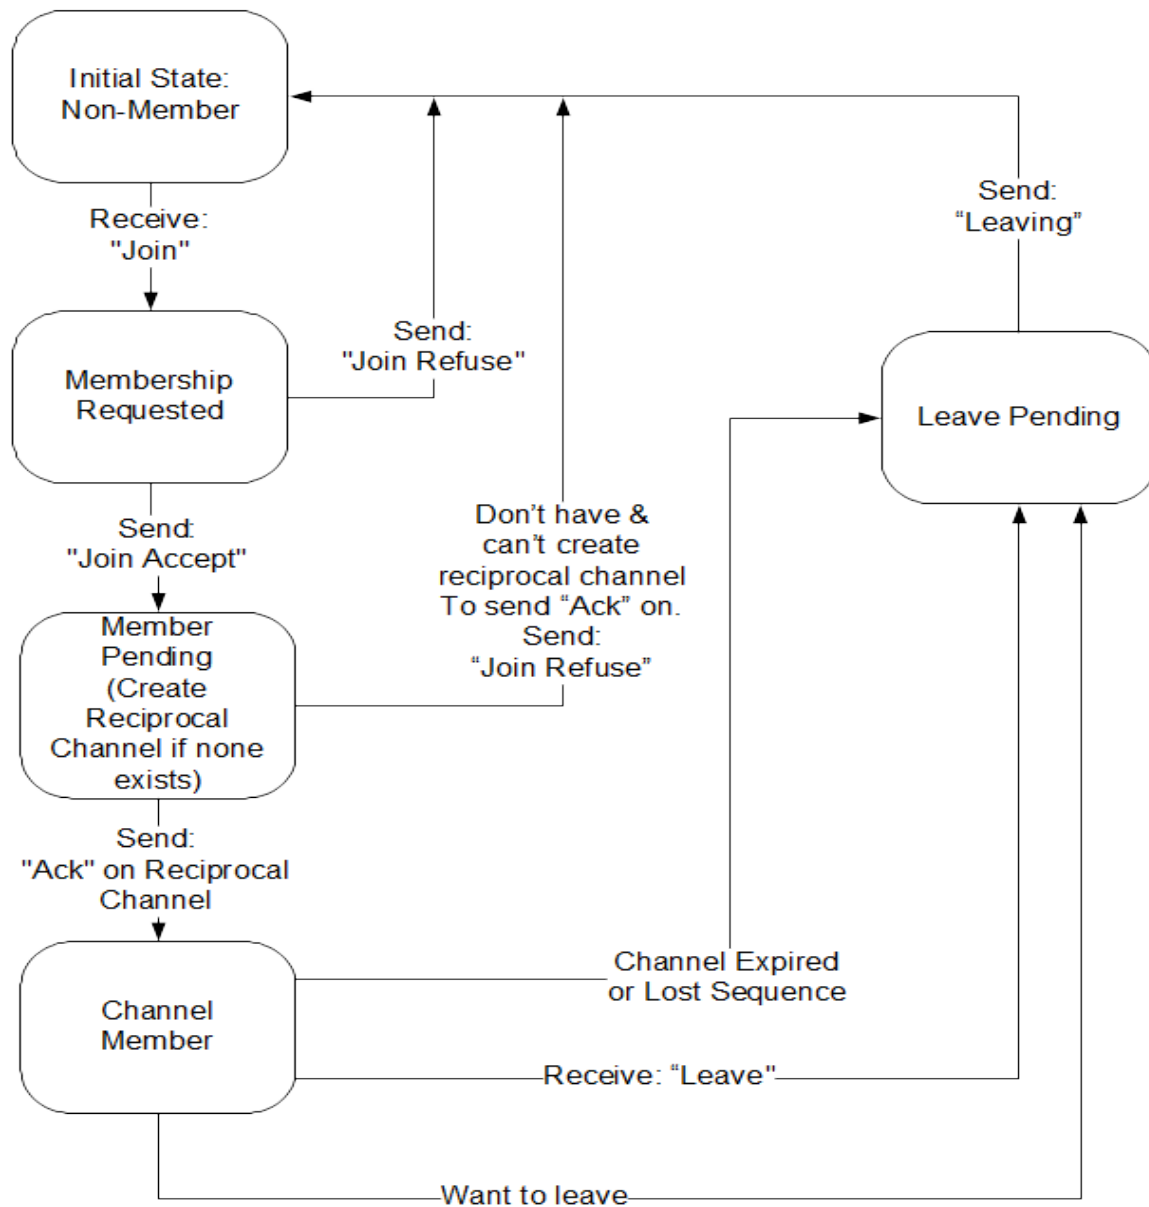 Initial State:
Non-Member
Receive:
"Join"
Send:
“Leaving”
Send:
"Join Refuse"
Membership
Requested
Leave Pending
Send:
"Join Accept"
Don’t have &
can’t create
reciprocal channel
To send “Ack” on.
Send:
“Join Refuse”
Member
Pending
(Create
Reciprocal
Channel if none
exists)
Send:
"Ack" on Reciprocal
Channel
Channel Expired
or Lost Sequence
Channel
Member
Receive: “Leave"
Want to leave